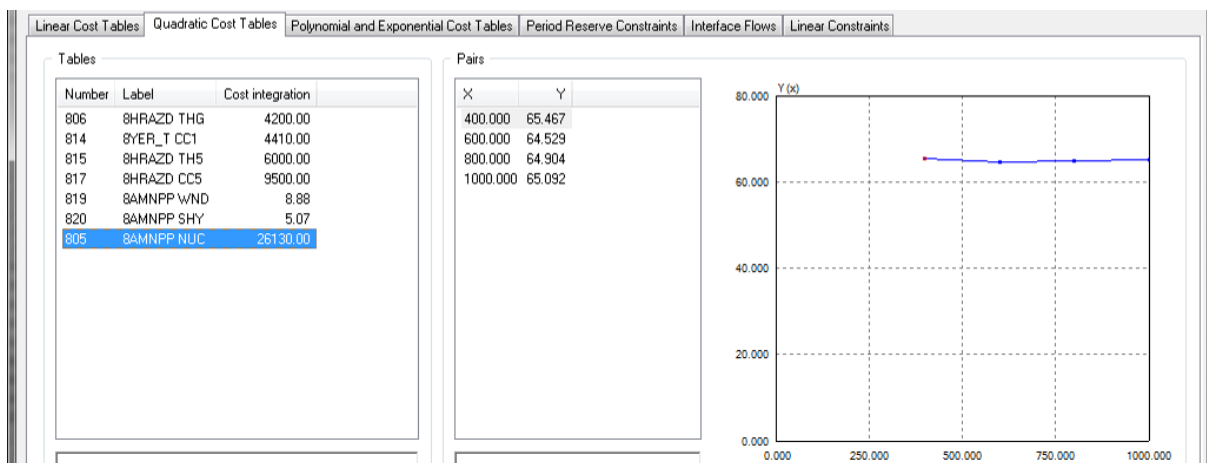 Linear Cost Tables Quadratic Cost Tables Polynomial and Exponential Cost Tables Period Reserve Constraints Interface Flows Linear Constraints
Tables
Number Label Cost integration
806 8HRAZD THG 4200.00
814 8YER_T CC1 4410.00
815 8HRAZD TH5 6000.00
817 8HRAZD CC5 9500.00
819 8AMNPP WND 8.88
820 8AMNPP SHY 5.07
805 8AMNPP NUC 26130.00
Pairs
X Y
400.000 65.467
600.000 64.529
800.000 64.904
1000.000 65.092
Y (x)
80.000
60.000
40.000
20.000
0.000
0.000 250.000 500.000 750.000 1000.000